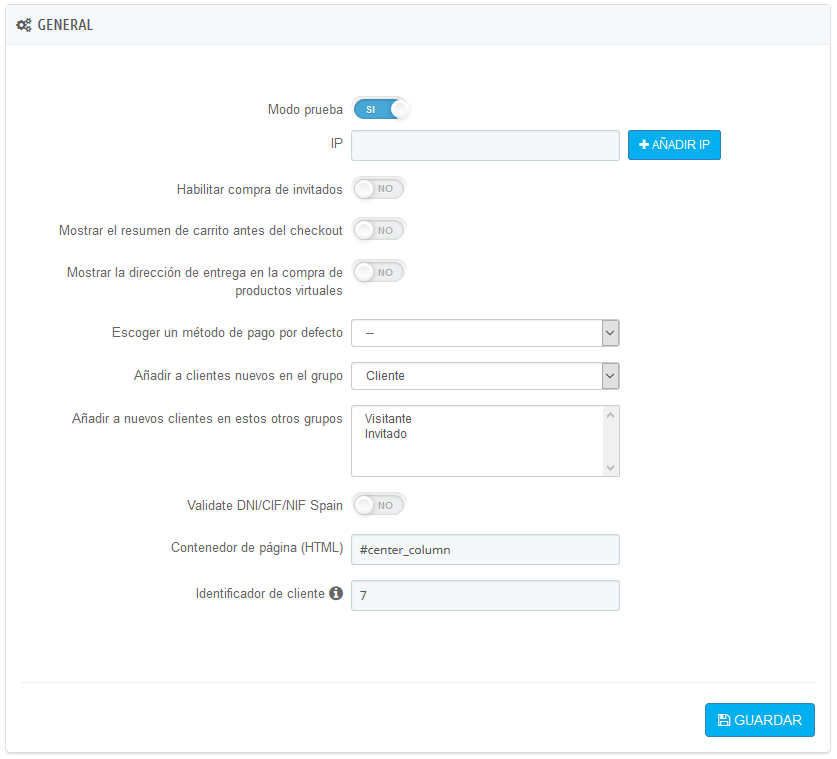 GENERAL
Modo prueba SI
IP AÑADIR IP
Habilitar compra de invitados NO
Mostrar el resumen de carrito antes del checkout NO
Mostrar la dirección de entrega en la compra de NO
productos virtuales
Escoger un método de pago por defecto --
Añadir a clientes nuevos en el grupo Cliente
Añadir a nuevos clientes en estos otros grupos Visitante
Invitado
Validate DNI/CIF/NIF Spain NO
Contenedor de página (HTML) #center_column
Identificador de cliente 7
GUARDAR